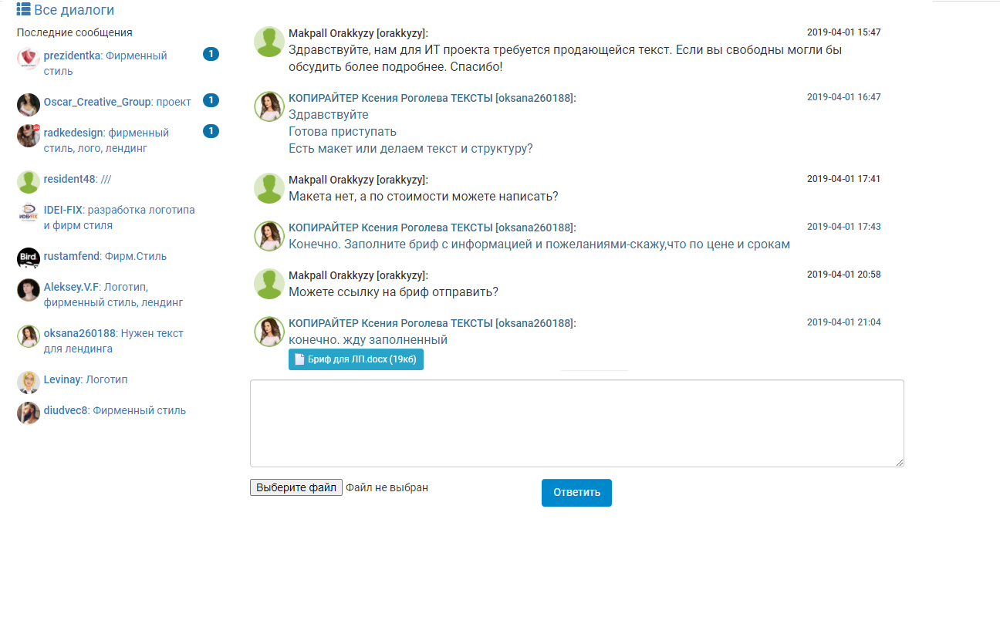 Все диалоги
Последние сообщения
prezidentka: Фирменный
стиль
1
Oscar_Creative_Group: проект
1
radkedesign: фирменный
стиль, лого, лендинг
1
resident48: ///
IDEI-FIX: разработка логотипа
и фирм стиля
rustamfend: Фирм.Стиль
Bird
Aleksey.V.F: Логотип,
фирменный стиль, лендинг
oksana260188: Нужен текст
для лендинга
Levinay: Логотип
diudvec8: Фирменный стиль
Makpall Orakkyzy [orakkyzy]:
2019-04-01 15:47
Здравствуйте, нам для ИТ проекта требуется продающейся текст. Если вы свободны могли бы
обсудить более подробнее. Спасибо!
КОПИРАЙТЕР Ксения Роголева ТЕКСТЫ [oksana260188]:
2019-04-01 16:47
Здравствуйте
Готова приступать
Есть макет или делаем текст и структуру?
Makpall Orakkyzy [orakkyzy]:
2019-04-01 17:41
Макета нет, а по стоимости можете написать?
КОПИРАЙТЕР Ксения Роголева ТЕКСТЫ [oksana260188]:
2019-04-01 17:43
Конечно. Заполните бриф с информацией и пожеланиями-скажу,что по цене и срокам
Makpall Orakkyzy [orakkyzy]:
2019-04-01 20:58
Можете ссылку на бриф отправить?
КОПИРАЙТЕР Ксения Роголева ТЕКСТЫ [oksana260188]:
2019-04-01 21:04
конечно. жду заполненный
Бриф для ЛП.docx (19кб)
Выберите файл Файл не выбран
Ответить